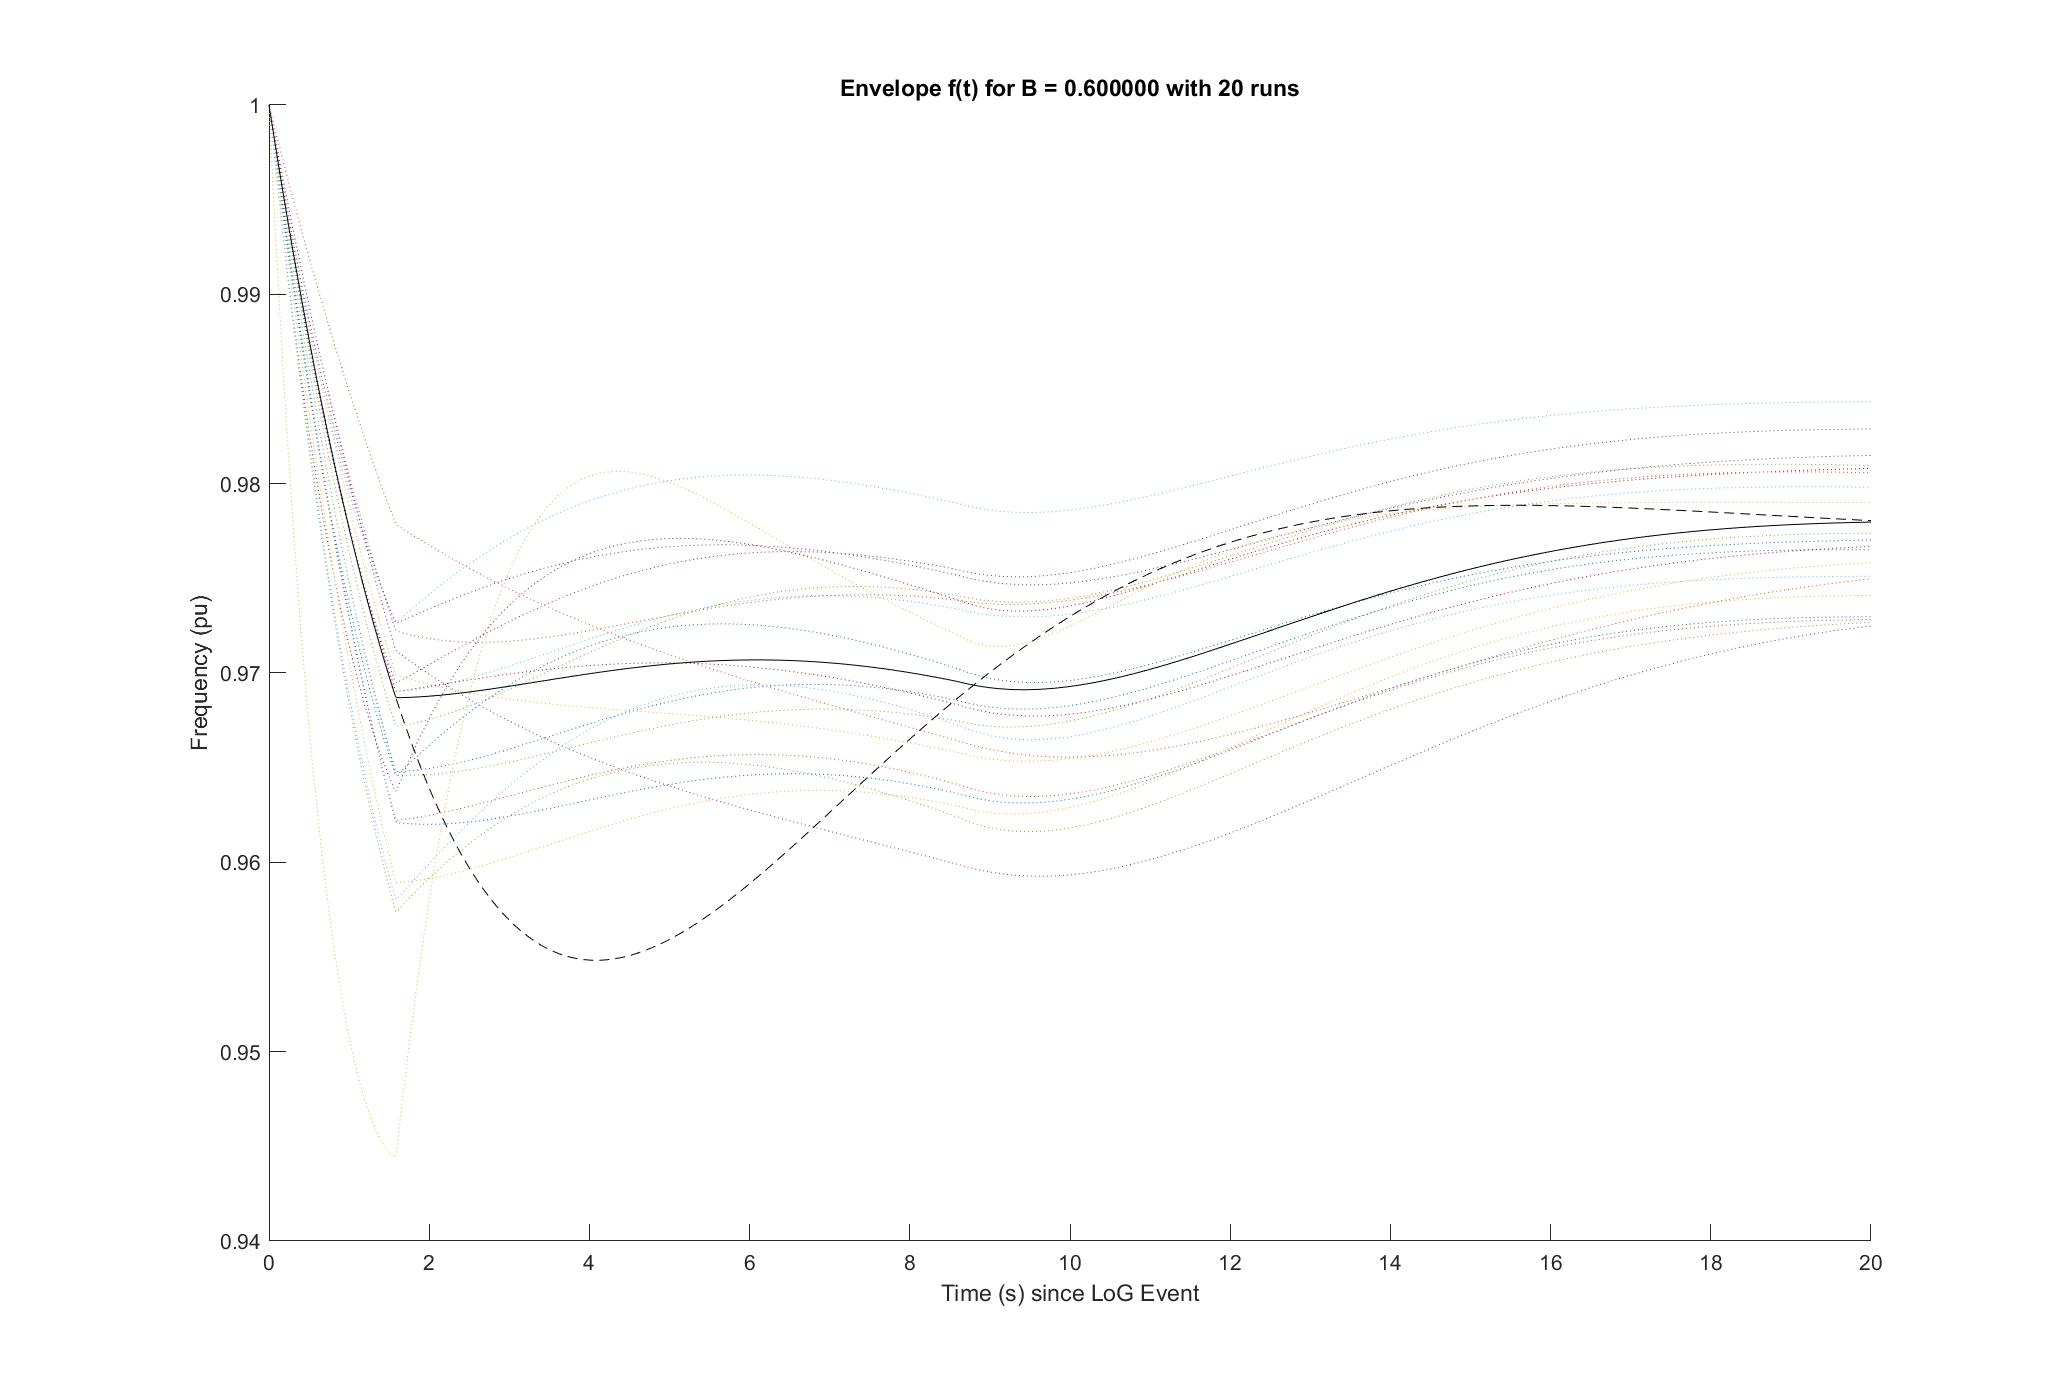 Envelope f(t) for B = 0.600000 with 20 runs
1
0.99
0.98
0.97
0.96
0.95
0.94
Frequency (pu)
0 2 4 6 8 10 12 14 16 18 20
Time (s) since LoG Event